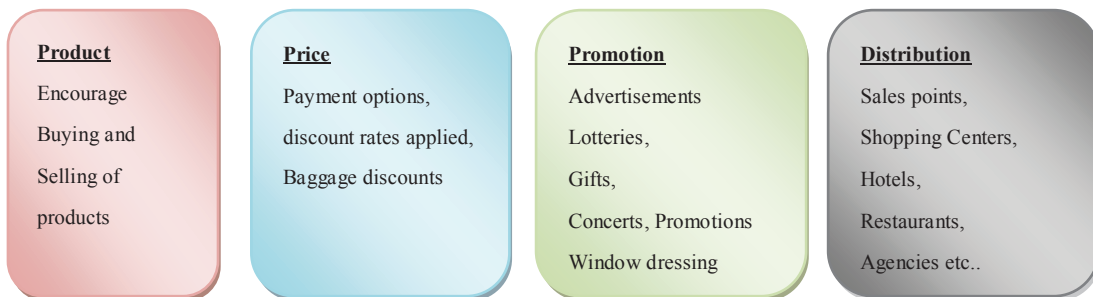 Product
Encourage
Buying and
Selling of
products
Price
Payment options,
discount rates applied,
Baggage discounts
Promotion
Advertisements
Lotteries,
Gifts,
Concerts, Promotions
Window dressing
Distribution
Sales points,
Shopping Centers,
Hotels,
Restaurants,
Agencies etc..